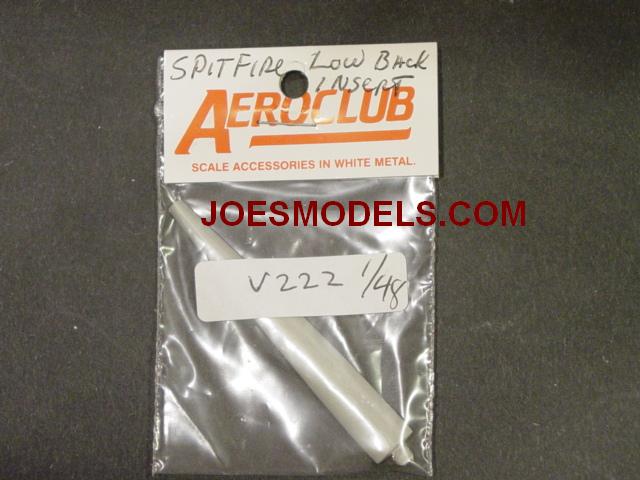 SPITFIRE LOW BACK
INSERT
AEROCLUB
SCALE ACCESSORIES IN WHITE METAL.
JOESMODELS.COM
V222 1/48